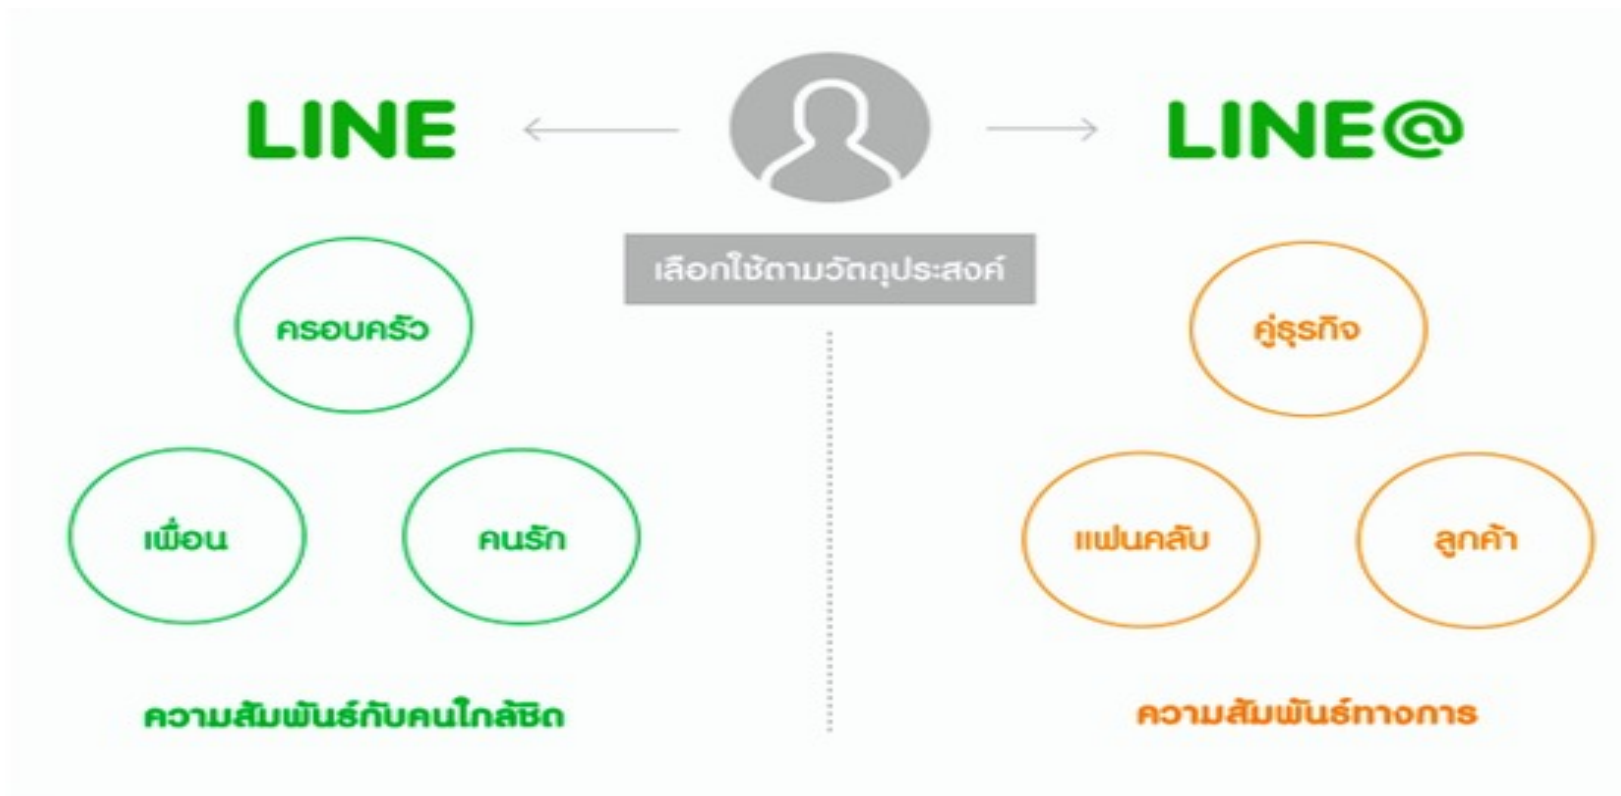 LINE
LINE@
เลือกใช้ตามวัตถุประสงค์
ครอบครัว
คู่ธุรกิจ
เพื่อน
คนรัก
แฟนคลับ
ลูกค้า
ความสัมพันธ์กับคนใกล้ชิด
ความสัมพันธ์ทางการ